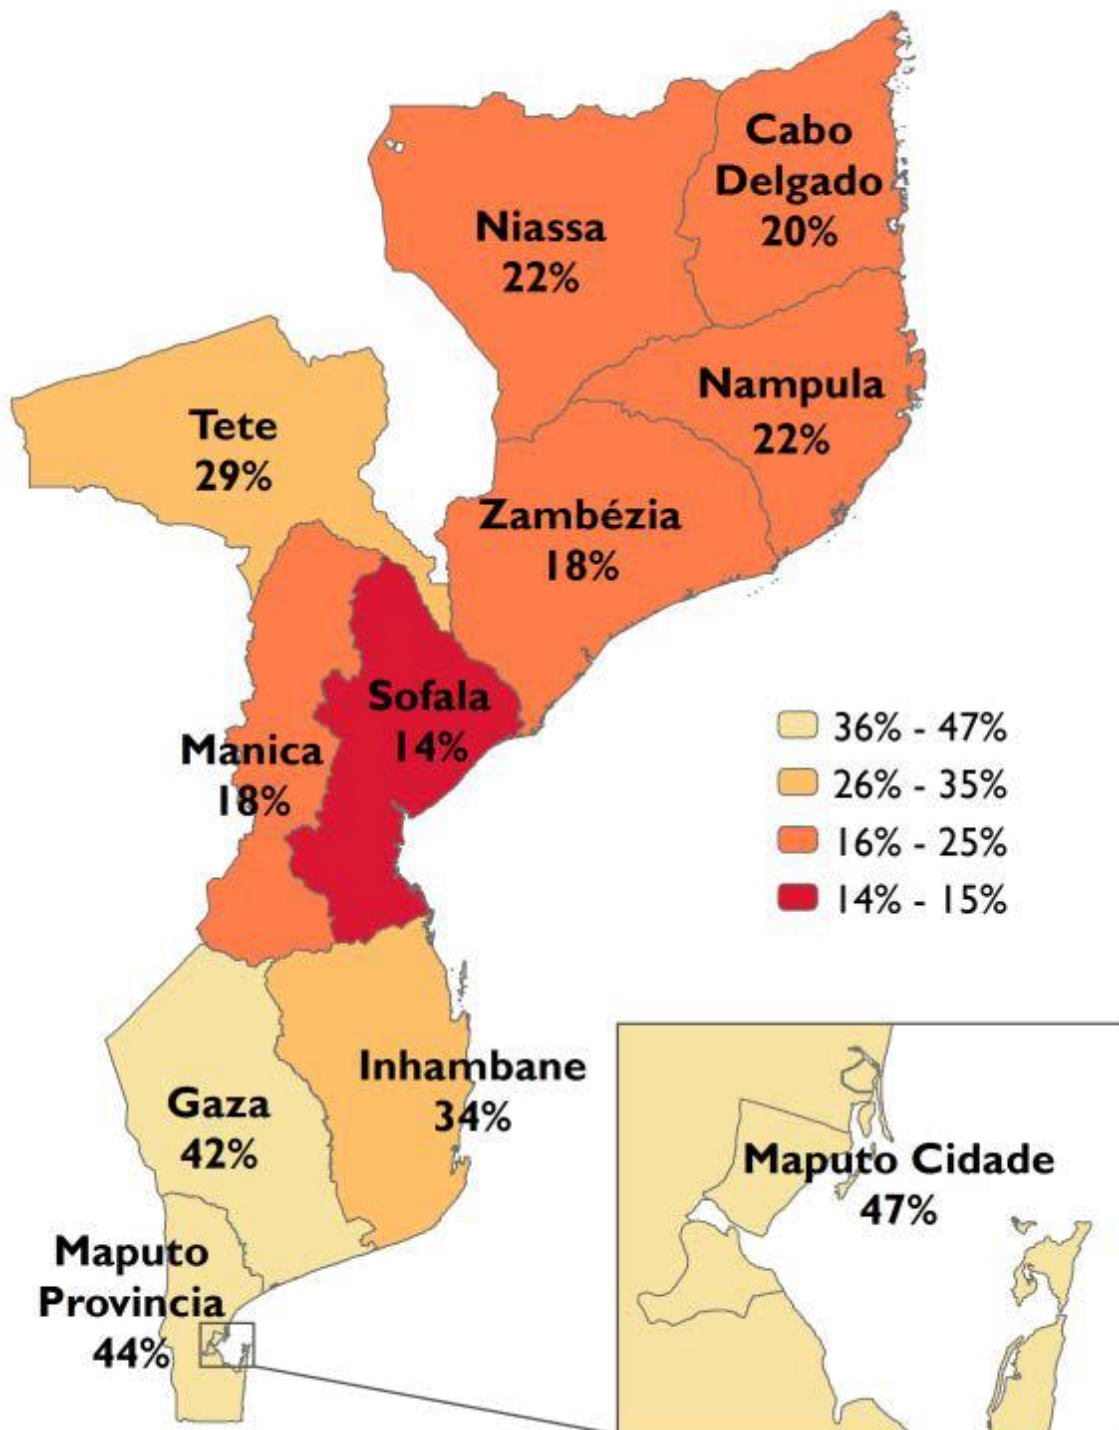 Cabo
Delgado
20%
Niassa
22%
Nampula
22%
Tete
29%
Zambézia
18%
Sofala
14%
Manica
18%
36% - 47%
26% - 35%
16% - 25%
14% - 15%
Inhambane
34%
Gaza
42%
Maputo Cidade
47%
Maputo
Provincia
44%